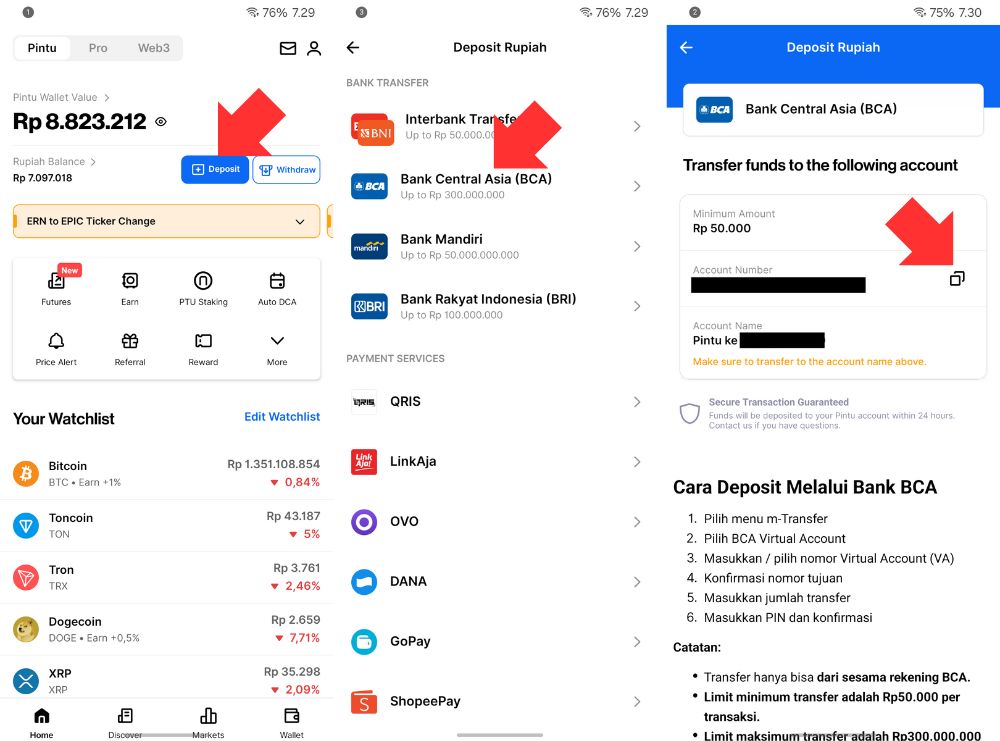 1
76% 7.29
Pintu Pro Web3
Pintu Wallet Value >
Rp 8.823.212
Rupiah Balance >
Rp 7.097.018
Deposit
Withdraw
ERN to EPIC Ticker Change
New
Futures Earn PTU Staking Auto DCA
Price Alert Referral Reward More
Your Watchlist Edit Watchlist
Bitcoin Rp 1.351.108.854
BTC • Earn +1% ▼ 0,84%
Toncoin Rp 43.187
TON ▼ 5%
Tron Rp 3.761
TRX ▼ 2,46%
Dogecoin Rp 2.659
DOGE • Earn +0,5% ▼ 7,71%
XRP Rp 35.298
XRP ▼ 2,09%
Home Discover Markets Wallet
3
76% 7.29
Deposit Rupiah
BANK TRANSFER
BNI
Interbank Transfe
Up to Rp 50.000.00
BCA
Bank Central Asia (BCA)
Up to Rp 300.000.000
mandiri
Bank Mandiri
Up to Rp 50.000.000.000
BRI
Bank Rakyat Indonesia (BRI)
Up to Rp 100.000.000
PAYMENT SERVICES
QRIS
QRIS
Link
Aja!
LinkAja
OVO
DANA
GoPay
S
ShopeePay
2
75% 7.30
Deposit Rupiah
BCA
Bank Central Asia (BCA)
Transfer funds to the following account
Minimum Amount
Rp 50.000
Account Number
Account Name
Pintu ke
Make sure to transfer to the account name above.
Secure Transaction Guaranteed
Funds will be deposited to your Pintu account within 24 hours.
Contact us if you have questions.
Cara Deposit Melalui Bank BCA
1. Pilih menu m-Transfer
2. Pilih BCA Virtual Account
3. Masukkan / pilih nomor Virtual Account (VA)
4. Konfirmasi nomor tujuan
5. Masukkan jumlah transfer
6. Masukkan PIN dan konfirmasi
Catatan:
• Transfer hanya bisa dari sesama rekening BCA.
• Limit minimum transfer adalah Rp50.000 per
transaksi.
• Limit maksimum transfer adalah Rp300.000.000